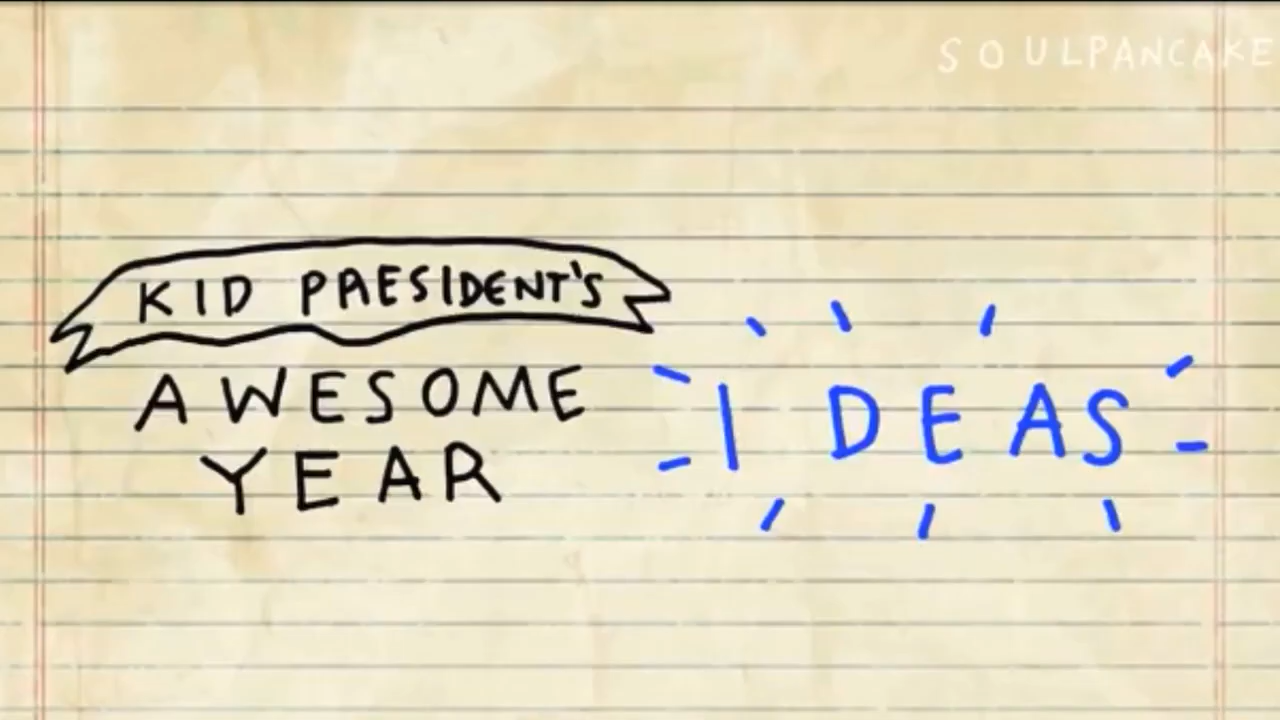 SOULPANCAKE
KID PRESIDENT'S
AWESOME
YEAR
IDEAS